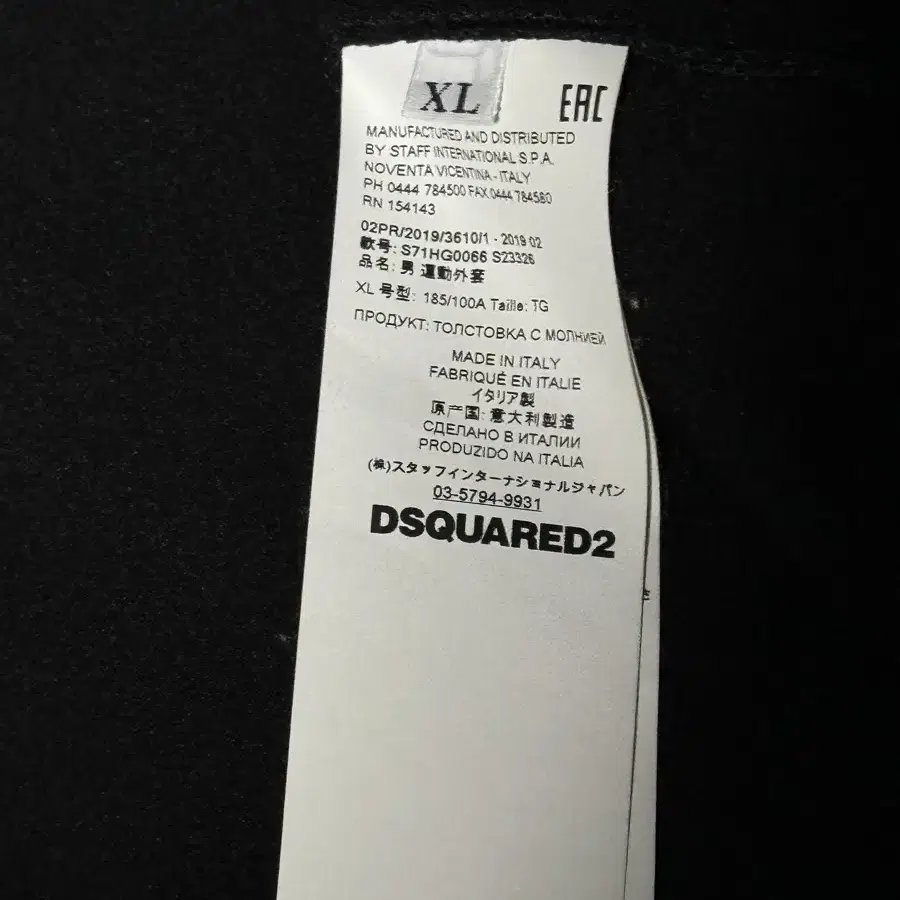 XL
EAC
MANUFACTURED AND DISTRIBUTED
BY STAFF INTERNATIONAL S.P.A.
NOVENTA VICENTINA - ITALY
PH 0444 784500 FAX 0444 784580
RN 154143
02PR/2019/3610/1 - 2019 02
款号: S71HG0066 S23326
品名: 男 運動外套
XL 号型: 185/100A Taille: TG
ПРОДУКТ: ТОЛСТОВКА С МОЛНИЕЙ
MADE IN ITALY
FABRIQUÉ EN ITALIE
イタリア製
原产国: 意大利製造
СДЕЛАНО В ИТАЛИИ
PRODUZIDO NA ITALIA
(株)スタッフインターナショナルジャパン
03-5794-9931
DSQUARED2